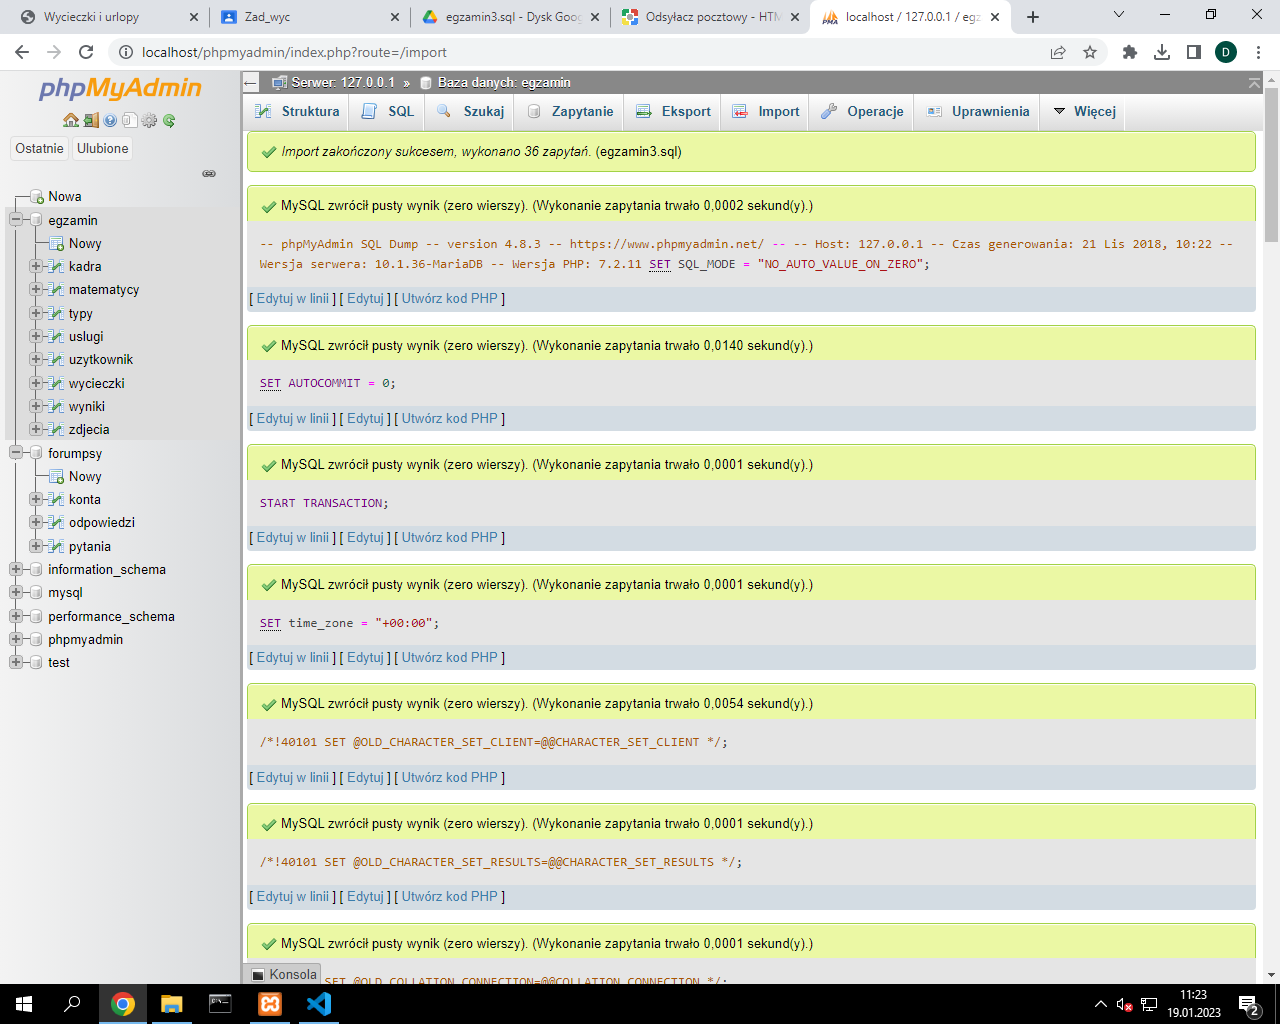 Wycieczki i urlopy
Zad_wyc
egzamin3.sql - Dysk Goo
Odsyłacz pocztowy - HTM
localhost / 127.0.0.1 / egz
localhost/phpmyadmin/index.php?route=/import
D
phpMyAdmin
Ostatnie
Ulubione
Nowa
egzamin
Nowy
kadra
matematycy
typy
uslugi
uzytkownik
wycieczki
wyniki
zdjecia
forumpsy
Nowy
konta
odpowiedzi
pytania
information_schema
mysql
performance_schema
phpmyadmin
test
Serwer: 127.0.0.1 » Baza danych: egzamin
Struktura SQL Szukaj Zapytanie Eksport Import Operacje Uprawnienia Więcej
Import zakończony sukcesem, wykonano 36 zapytań. (egzamin3.sql)
MySQL zwrócił pusty wynik (zero wierszy). (Wykonanie zapytania trwało 0,0002 sekund(y).)
-- phpMyAdmin SQL Dump -- version 4.8.3 -- https://www.phpmyadmin.net/ -- -- Host: 127.0.0.1 -- Czas generowania: 21 Lis 2018, 10:22 --
Wersja serwera: 10.1.36-MariaDB -- Wersja PHP: 7.2.11 SET SQL_MODE = "NO_AUTO_VALUE_ON_ZERO";
[ Edytuj w linii ] [ Edytuj ] [ Utwórz kod PHP ]
MySQL zwrócił pusty wynik (zero wierszy). (Wykonanie zapytania trwało 0,0140 sekund(y).)
SET AUTOCOMMIT = 0;
[ Edytuj w linii ] [ Edytuj ] [ Utwórz kod PHP ]
MySQL zwrócił pusty wynik (zero wierszy). (Wykonanie zapytania trwało 0,0001 sekund(y).)
START TRANSACTION;
[ Edytuj w linii ] [ Edytuj ] [ Utwórz kod PHP ]
MySQL zwrócił pusty wynik (zero wierszy). (Wykonanie zapytania trwało 0,0001 sekund(y).)
SET time_zone = "+00:00";
[ Edytuj w linii ] [ Edytuj ] [ Utwórz kod PHP ]
MySQL zwrócił pusty wynik (zero wierszy). (Wykonanie zapytania trwało 0,0054 sekund(y).)
/*!40101 SET @OLD_CHARACTER_SET_CLIENT=@@CHARACTER_SET_CLIENT */;
[ Edytuj w linii ] [ Edytuj ] [ Utwórz kod PHP ]
MySQL zwrócił pusty wynik (zero wierszy). (Wykonanie zapytania trwało 0,0001 sekund(y).)
/*!40101 SET @OLD_CHARACTER_SET_RESULTS=@@CHARACTER_SET_RESULTS */;
[ Edytuj w linii ] [ Edytuj ] [ Utwórz kod PHP ]
MySQL zwrócił pusty wynik (zero wierszy). (Wykonanie zapytania trwało 0,0001 sekund(y).)
SET @OLD_COLLATION_CONNECTION=@@COLLATION_CONNECTION */;
Konsola
11:23
19.01.2023
2